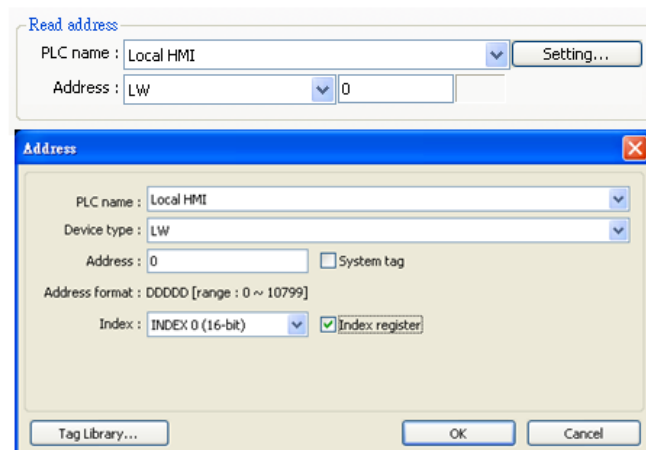 Read address
PLC name : Local HMI Setting...
Address : LW 0
Address
PLC name : Local HMI
Device type : LW
Address : 0 System tag
Address format : DDDDD [range : 0 ~ 10799]
Index : INDEX 0 (16-bit) Index register
Tag Library... OK Cancel